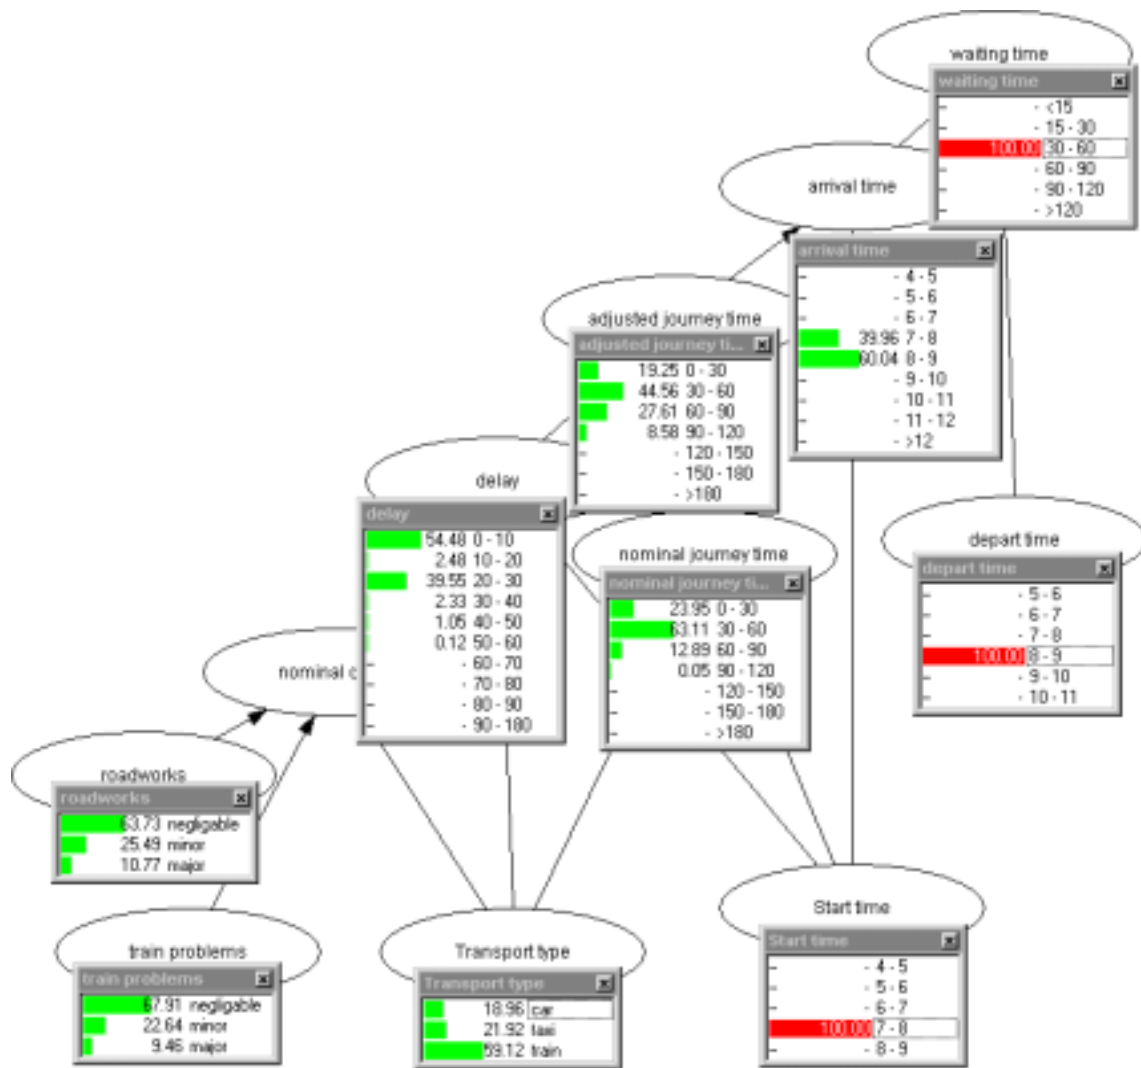 waiting time
waiting time
- <15
- 15 - 30
100.00 30 - 60
- 60 - 90
- 90 - 120
- >120
arrival time
arrival time
- 4 - 5
- 5 - 6
- 6 - 7
39.96 7 - 8
60.04 8 - 9
- 9 - 10
- 10 - 11
- 11 - 12
- >12
adjusted journey time
adjusted journey ti...
19.25 0 - 30
44.56 30 - 60
27.61 60 - 90
8.58 90 - 120
- 120 - 150
- 150 - 180
- >180
delay
delay
54.48 0 - 10
2.48 10 - 20
39.55 20 - 30
2.33 30 - 40
1.05 40 - 50
0.12 50 - 60
- 60 - 70
- 70 - 80
- 80 - 90
- 90 - 180
nominal journey time
nominal journey ti...
23.95 0 - 30
63.11 30 - 60
12.89 60 - 90
0.05 90 - 120
- 120 - 150
- 150 - 180
- >180
depart time
depart time
- 5 - 6
- 6 - 7
- 7 - 8
100.00 8 - 9
- 9 - 10
- 10 - 11
nominal
roadworks
roadworks
63.73 negligable
25.49 minor
10.77 major
train problems
train problems
67.91 negligable
22.64 minor
9.46 major
Transport type
Transport type
18.96 car
21.92 taxi
59.12 train
Start time
Start time
- 4 - 5
- 5 - 6
- 6 - 7
100.00 7 - 8
- 8 - 9